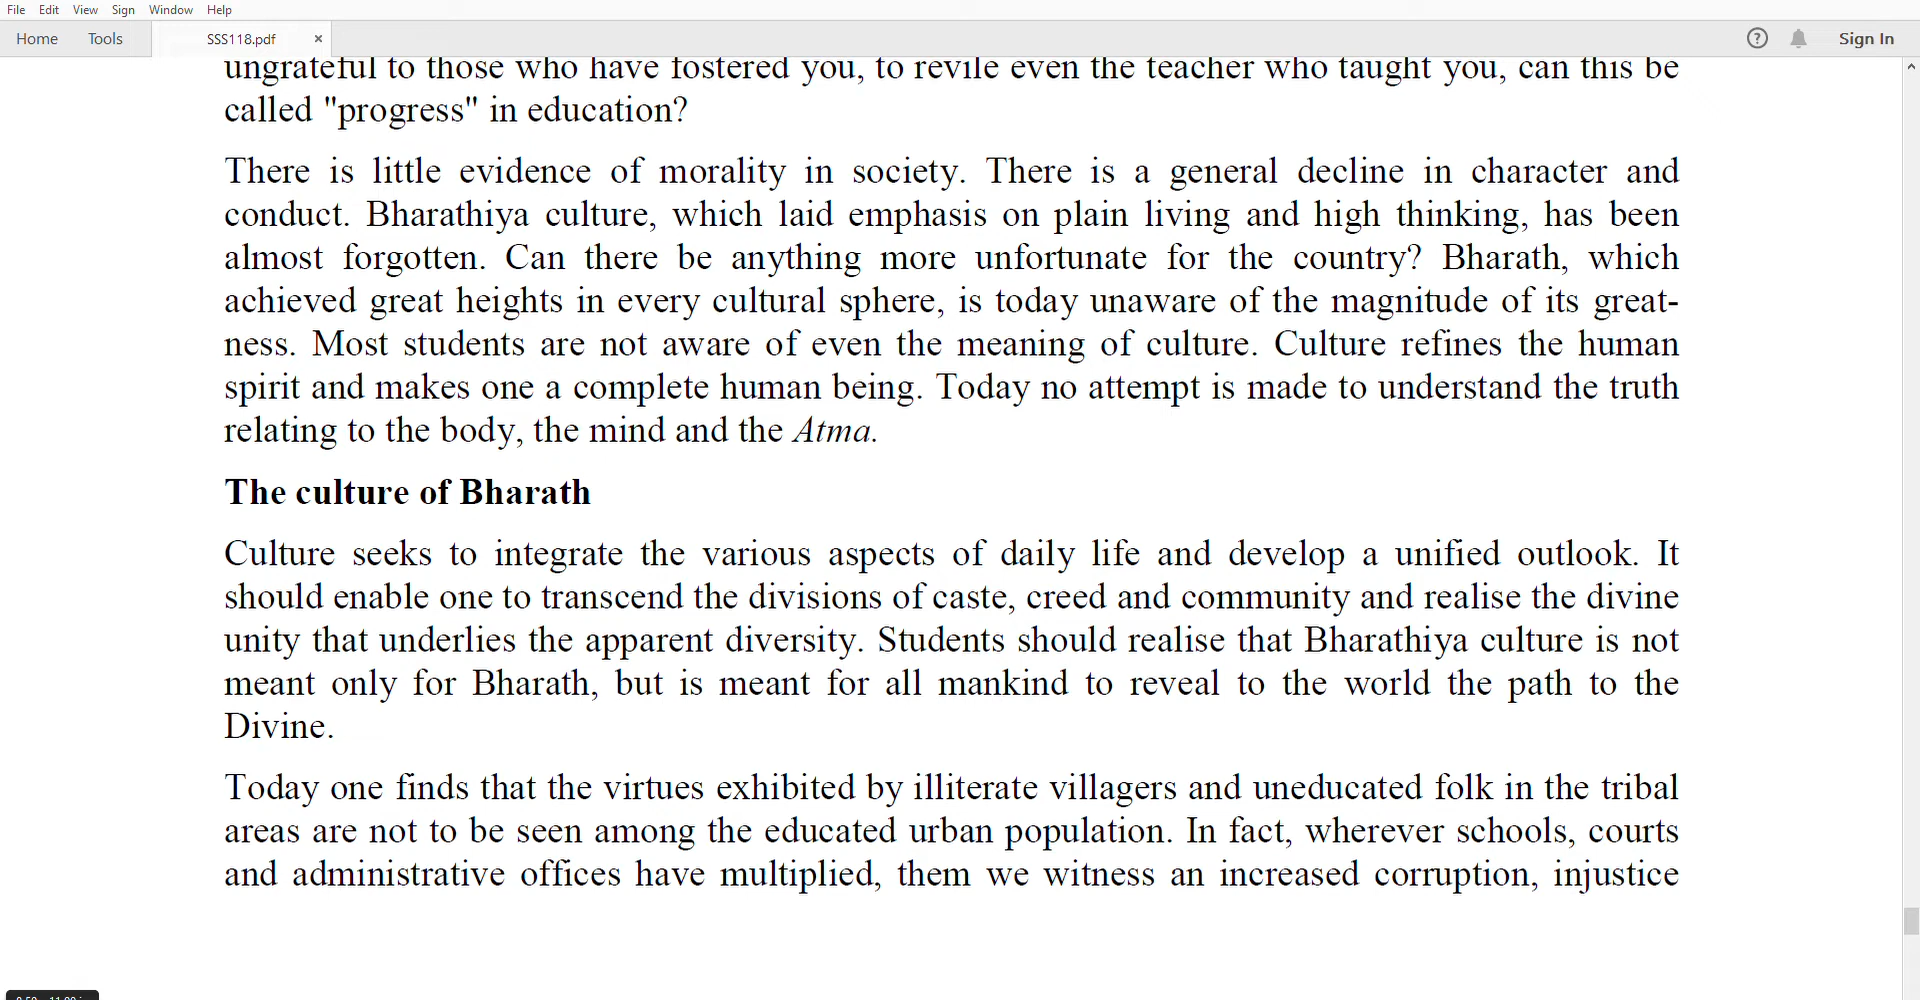 File Edit View Sign Window Help
Home Tools SSS118.pdf × ? Sign In
ungrateful to those who have fostered you, to revile even the teacher who taught you, can this be
called "progress" in education?
There is little evidence of morality in society. There is a general decline in character and
conduct. Bharathiya culture, which laid emphasis on plain living and high thinking, has been
almost forgotten. Can there be anything more unfortunate for the country? Bharath, which
achieved great heights in every cultural sphere, is today unaware of the magnitude of its great-
ness. Most students are not aware of even the meaning of culture. Culture refines the human
spirit and makes one a complete human being. Today no attempt is made to understand the truth
relating to the body, the mind and the Atma.
The culture of Bharath
Culture seeks to integrate the various aspects of daily life and develop a unified outlook. It
should enable one to transcend the divisions of caste, creed and community and realise the divine
unity that underlies the apparent diversity. Students should realise that Bharathiya culture is not
meant only for Bharath, but is meant for all mankind to reveal to the world the path to the
Divine.
Today one finds that the virtues exhibited by illiterate villagers and uneducated folk in the tribal
areas are not to be seen among the educated urban population. In fact, wherever schools, courts
and administrative offices have multiplied, them we witness an increased corruption, injustice